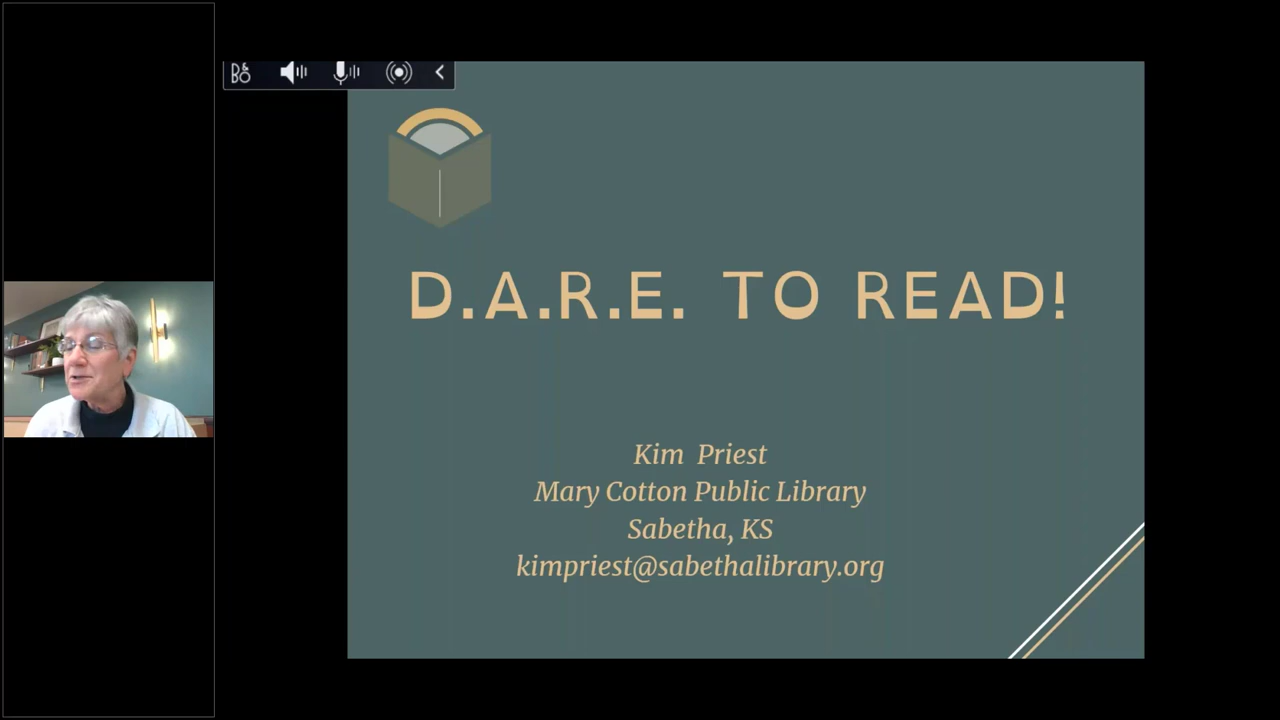 B&O
D.A.R.E. TO READ!
Kim Priest
Mary Cotton Public Library
Sabetha, KS
kimpriest@sabethalibrary.org